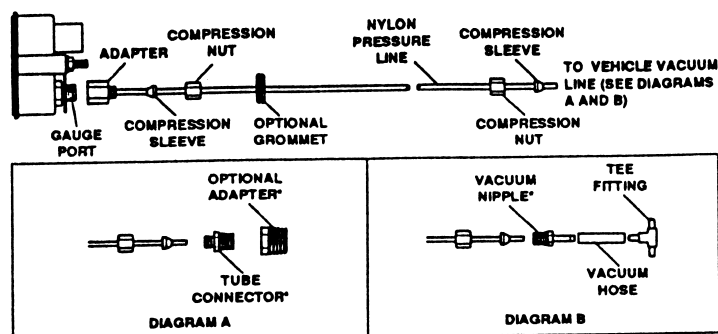 ADAPTER
COMPRESSION
NUT
NYLON
PRESSURE
LINE
COMPRESSION
SLEEVE
TO VEHICLE VACUUM
LINE (SEE DIAGRAMS
A AND B)
GAUGE
PORT
COMPRESSION
SLEEVE
OPTIONAL
GROMMET
COMPRESSION
NUT
OPTIONAL
ADAPTER*
TUBE
CONNECTOR*
DIAGRAM A
VACUUM
NIPPLE*
TEE
FITTING
VACUUM
HOSE
DIAGRAM B